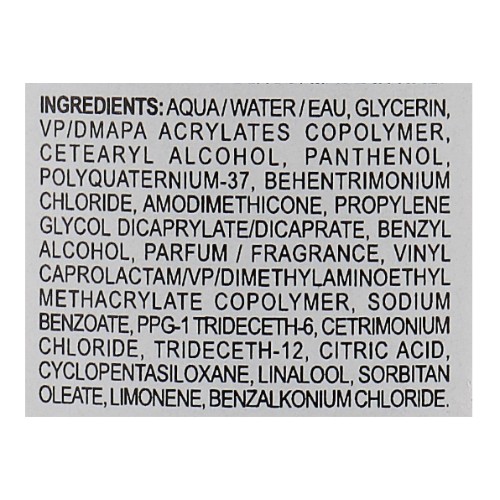 INGREDIENTS: AQUA/WATER/EAU, GLYCERIN,
VP/DMAPA ACRYLATES COPOLYMER,
CETEARYL ALCOHOL, PANTHENOL,
POLYQUATERNIUM-37, BEHENTRIMONIUM
CHLORIDE, AMODIMETHICONE, PROPYLENE
GLYCOL DICAPRYLATE/DICAPRATE, BENZYL
ALCOHOL, PARFUM / FRAGRANCE, VINYL
CAPROLACTAM/VP/DIMETHYLAMINOETHYL
METHACRYLATE COPOLYMER, SODIUM
BENZOATE, PPG-1 TRIDECETH-6, CETRIMONIUM
CHLORIDE, TRIDECETH-12, CITRIC ACID,
CYCLOPENTASILOXANE, LINALOOL, SORBITAN
OLEATE, LIMONENE, BENZALKONIUM CHLORIDE.